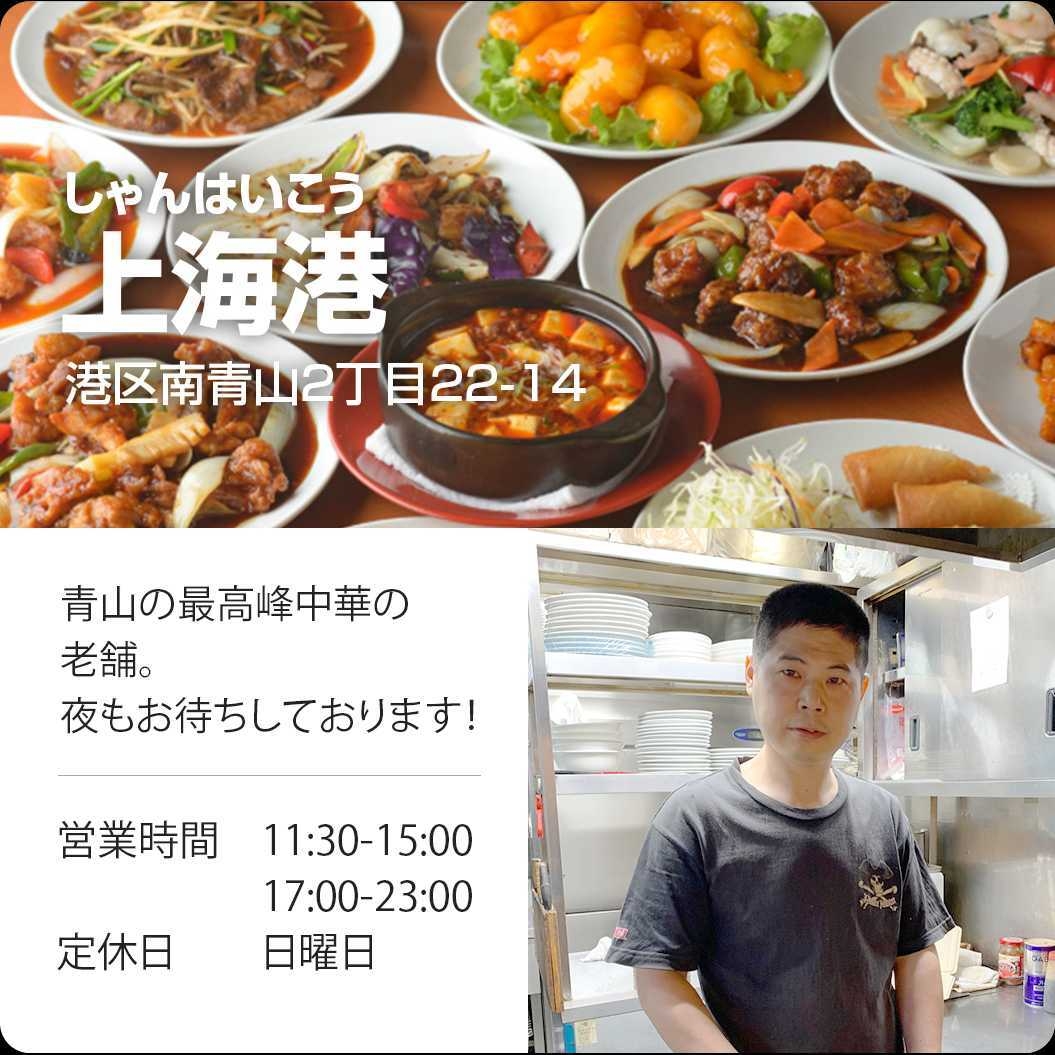 しゃんはいこう
上海港
港区南青山2丁目22-14
青山の最高峰中華の
老舗。
夜もお待ちしております！
営業時間 11:30-15:00
17:00-23:00
定休日 日曜日